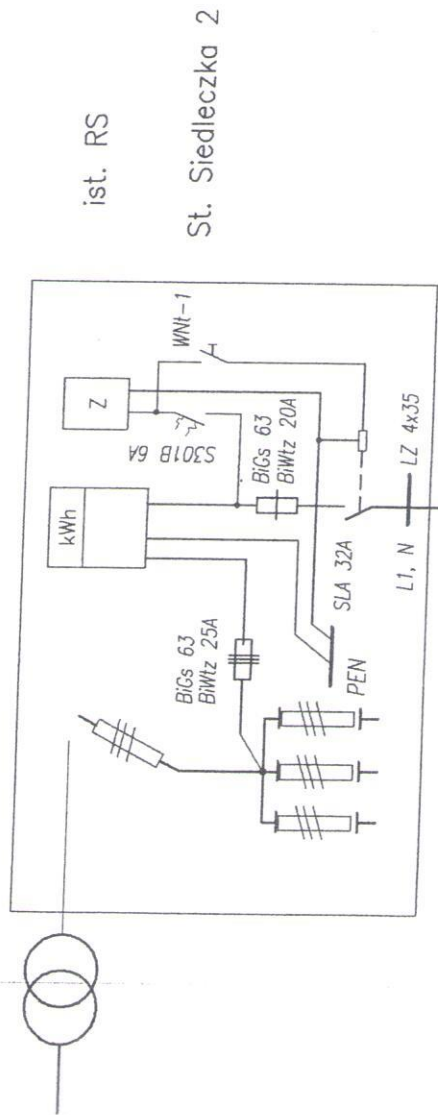 ist. RS
St. Siedleczka 2
WNt-1
Z
S301B 6A
kWh
BiGs 63
BiWtz 20A
BiGs 63
BiWtz 25A
SLA 32A
LZ 4x35
L1, N
PEN